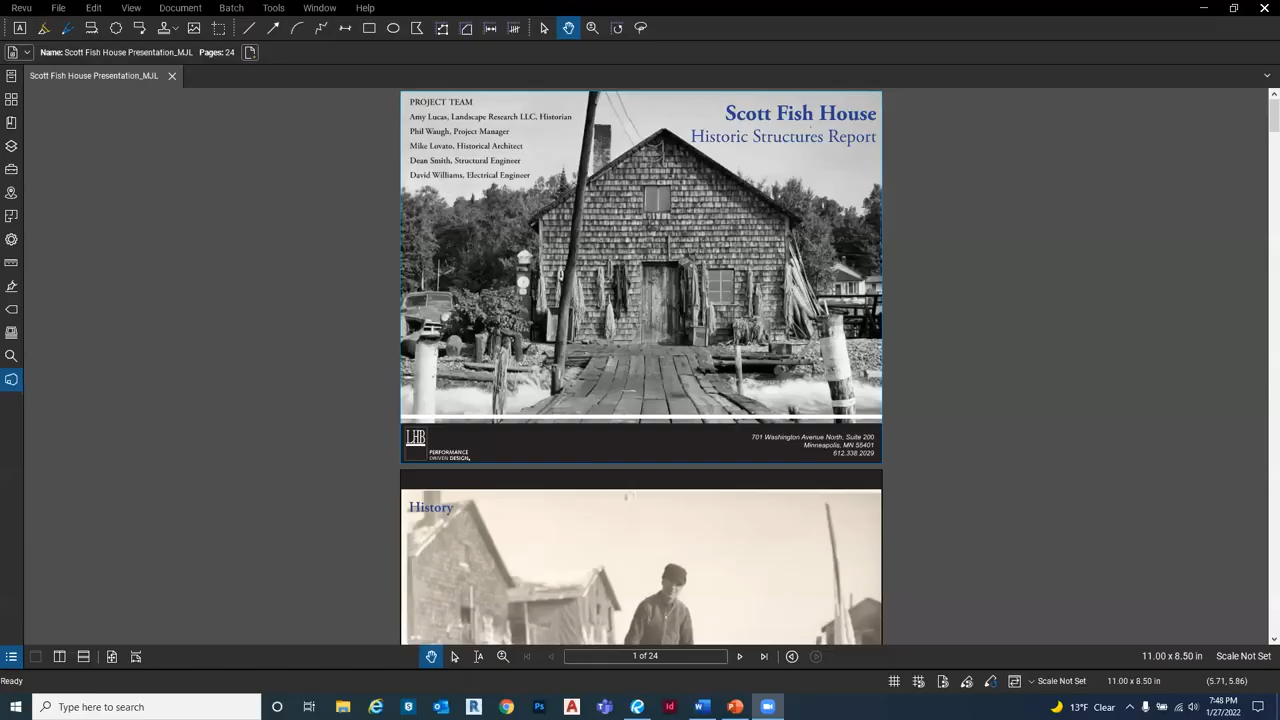 Revu File Edit View Document Batch Tools Window Help
Name: Scott Fish House Presentation_MJL Pages: 24
Scott Fish House Presentation_MJL
PROJECT TEAM
Amy Lucas, Landscape Research LLC, Historian
Phil Waugh, Project Manager
Mike Lovato, Historical Architect
Dean Smith, Structural Engineer
David Williams, Electrical Engineer
Scott Fish House
Historic Structures Report
LHB
PERFORMANCE
DRIVEN DESIGN.
701 Washington Avenue North, Suite 200
Minneapolis, MN 55401
612.338 2029
History
1 of 24
11.00 x 8.50 in Scale Not Set
Ready
Scale Not Set 11.00 x 8.50 in (5.71, 5.86)
Type here to search
13°F Clear
7:48 PM
1/27/2022